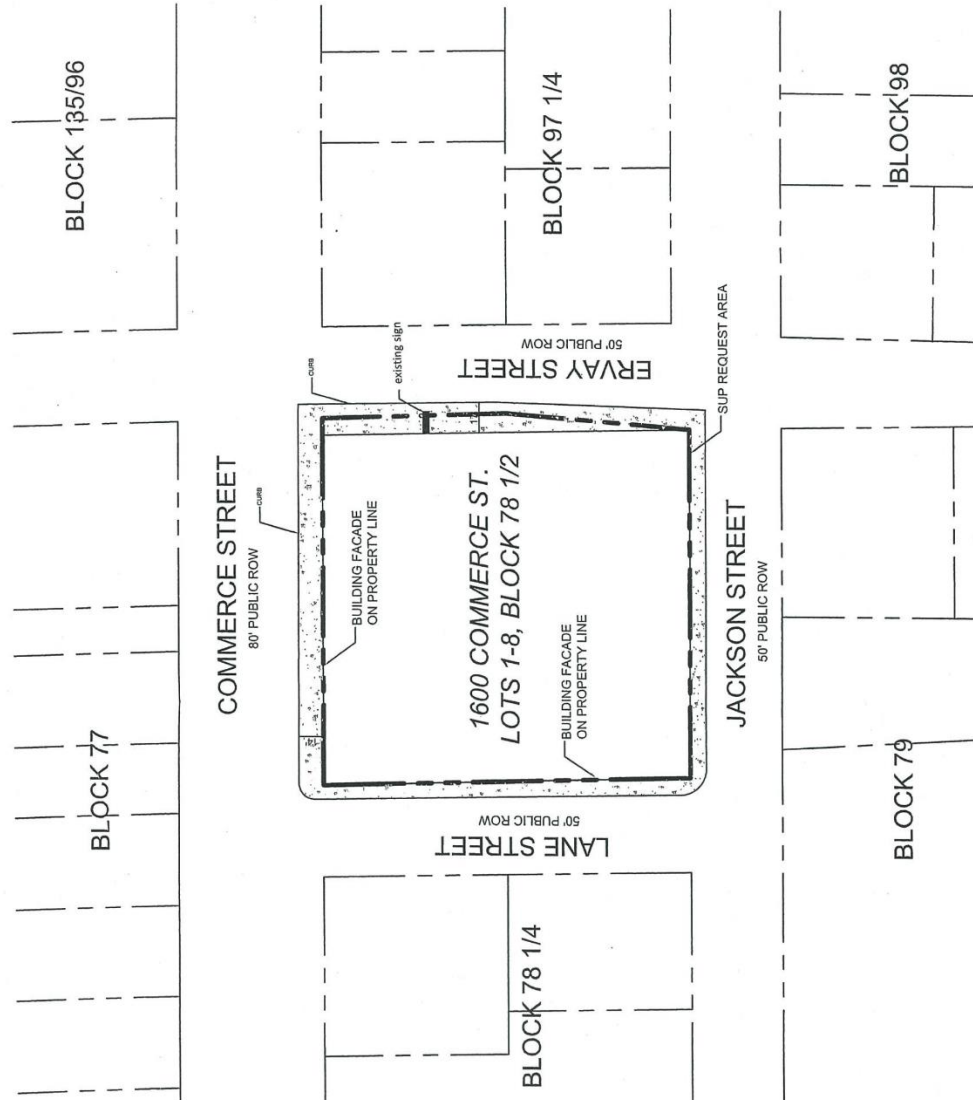 BLOCK 135/96
BLOCK 97 1/4
BLOCK 98
50' PUBLIC ROW
ERVAY STREET
CURB
existing sign
SUP REQUEST AREA
COMMERCE STREET
80' PUBLIC ROW
CURB
BUILDING FACADE
ON PROPERTY LINE
1600 COMMERCE ST.
LOTS 1-8, BLOCK 78 1/2
BUILDING FACADE
ON PROPERTY LINE
JACKSON STREET
50' PUBLIC ROW
BLOCK 77
50' PUBLIC ROW
LANE STREET
BLOCK 79
BLOCK 78 1/4